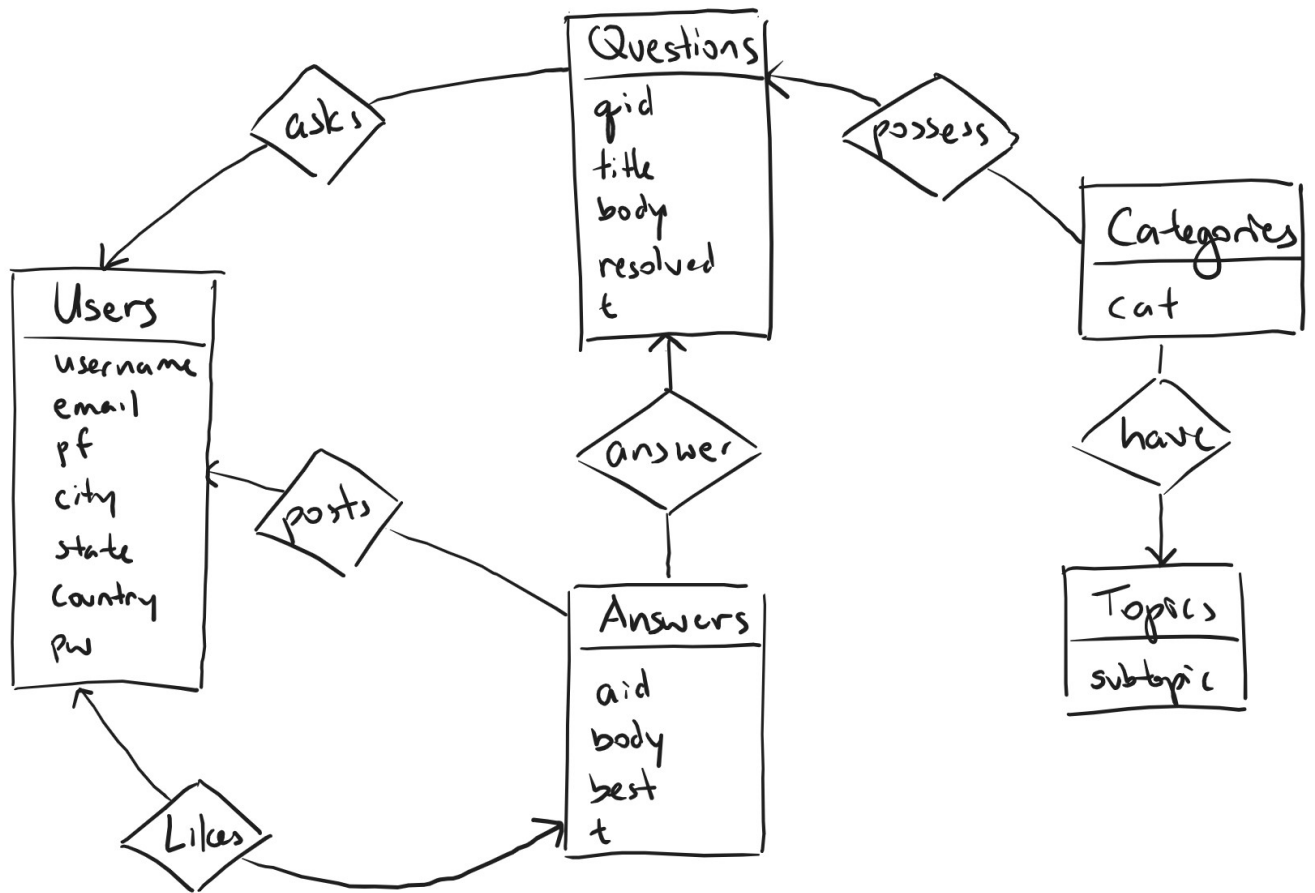 Questions
qid
title
body
resolved
t
asks
possess
Categories
cat
Users
username
email
pf
city
state
Country
pw
answer
have
posts
Topics
subtopic
Answers
aid
body
best
t
Likes